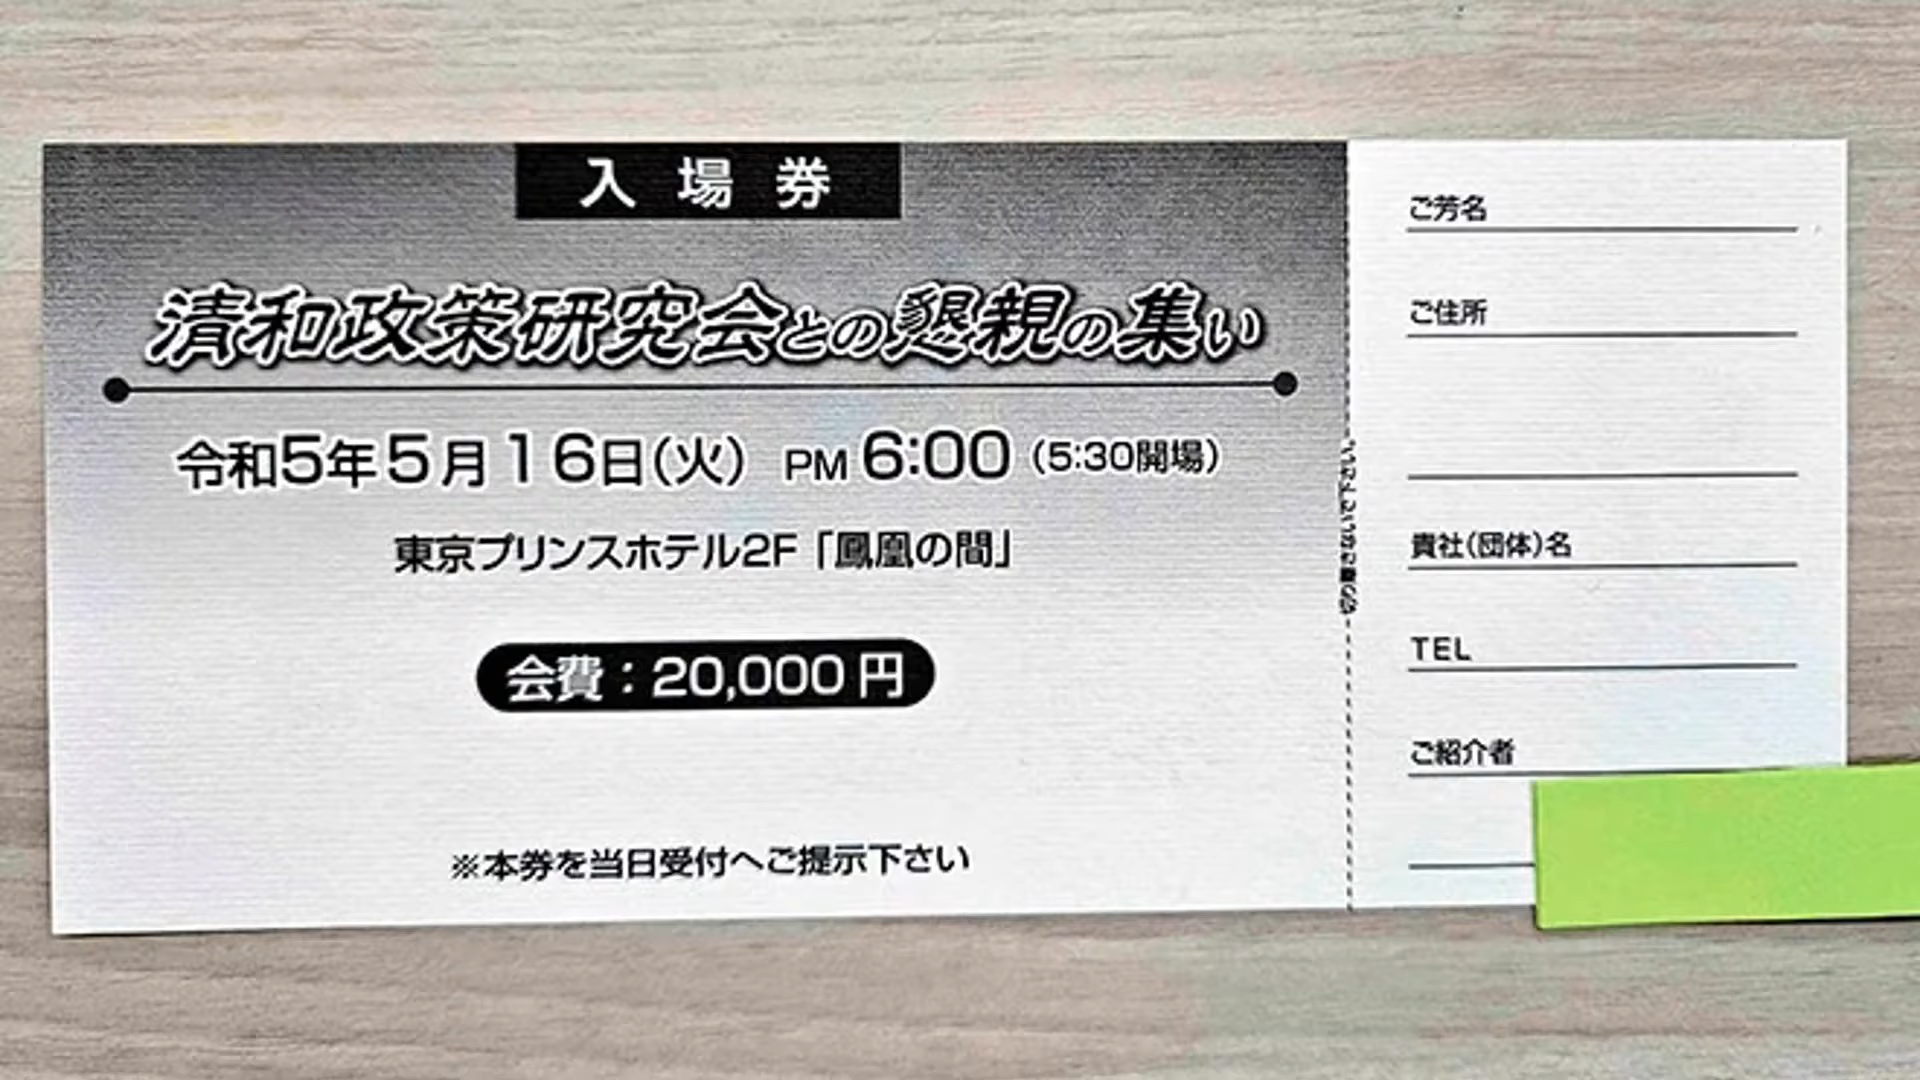 入場券
清和政策研究会との懇親の集い
令和5年5月16日(火) PM 6:00 (5:30開場)
東京プリンスホテル2F「鳳凰の間」
会費：20,000円
※本券を当日受付へご提示下さい
ご芳名
ご住所
貴社(団体)名
TEL
ご紹介者